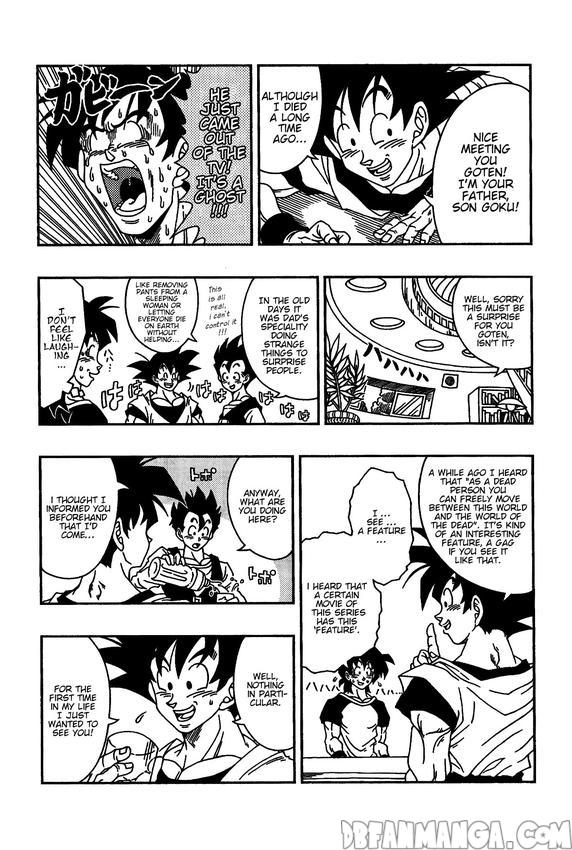 ALTHOUGH
I DIED
A LONG
TIME
AGO...
NICE
MEETING
YOU
GOTEN!
I'M YOUR
FATHER,
SON GOKU!
ガビーン
HE
JUST
CAME
OUT
OF THE
TV!
IT'S A
GHOST
!!!
WELL, SORRY
THIS MUST BE
A SURPRISE
FOR YOU
GOTEN,
ISN'T IT?
ハハハハハ
IN THE OLD
DAYS IT
WAS DAD'S
SPECIALITY
DOING
STRANGE
THINGS TO
SURPRISE
PEOPLE.
This
is all
real,
i can't
control it
!!!
LIKE REMOVING
PANTS FROM A
SLEEPING
WOMAN OR
LETTING
EVERYONE DIE
ON EARTH
WITHOUT
HELPING...
I
DON'T
FEEL
LIKE
LAUGH-
ING...
...
はは
はは
はは
A WHILE AGO I HEARD
THAT "AS A DEAD
PERSON YOU
CAN FREELY MOVE
BETWEEN THIS WORLD
AND THE WORLD OF
THE DEAD". IT'S KIND
OF AN INTERESTING
FEATURE, A GAG
IF YOU SEE IT
LIKE THAT.
I ...
SEE ...
A FEATURE
...
I HEARD THAT
A CERTAIN
MOVIE OF
THIS SERIES
HAS THIS
'FEATURE'.
ANYWAY,
WHAT ARE
YOU DOING
HERE?
トポ
トポ
I THOUGHT I
INFORMED YOU
BEFOREHAND
THAT I'D
COME...
WELL,
NOTHING
IN PARTI-
CULAR.
FOR THE
FIRST TIME
IN MY LIFE
I JUST
WANTED TO
SEE YOU!
DBFANMANGA.COM